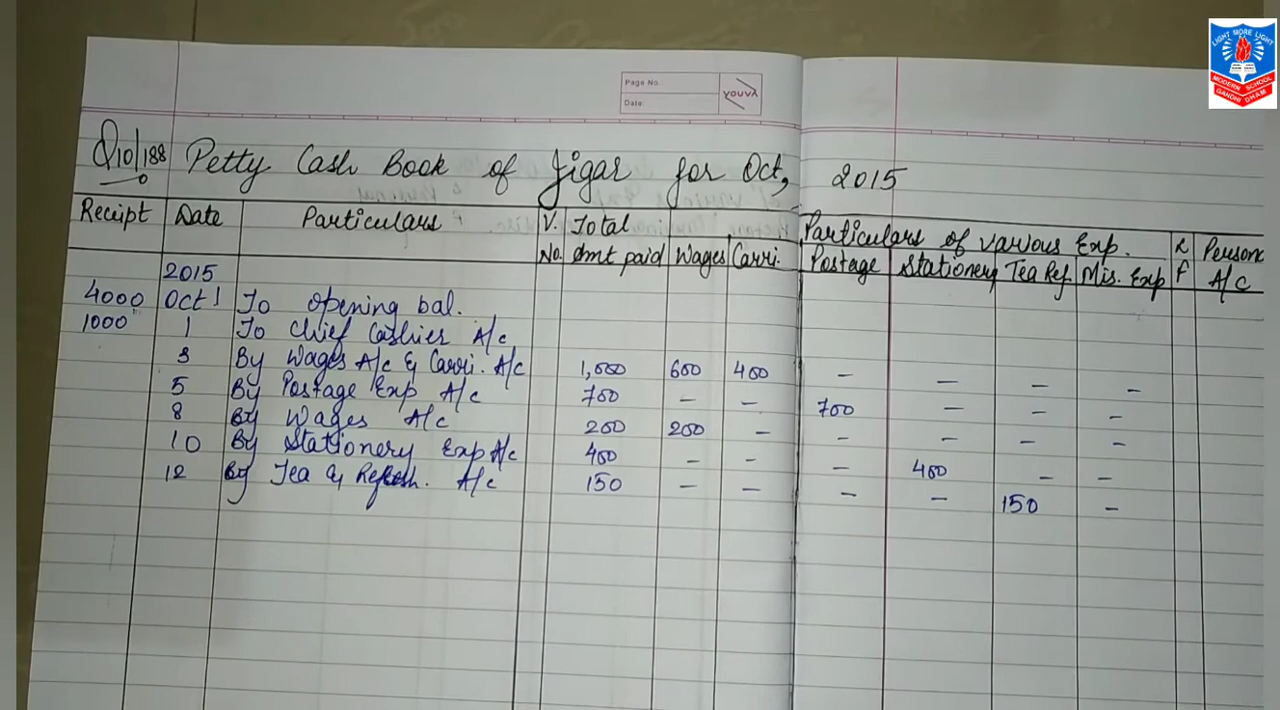 LIGHT MORE LIGHT
MODERN SCHOOL
GANDHIDHAM
Page No.
Date:
YOUVA
Q10/188 Petty Cash Book of Jigar for Oct, 2015
Receipt Date Particulars V. No. Total Amt paid Particulars of various Exp. L F Person A/c
Wages Carri. Postage Stationery Tea Ref. Mis. Exp
2015
4000 Oct 1 To opening bal.
1000 1 To chief cashier A/c
3 By Wages A/c & Carri. A/c 1,000 600 400 - - - -
5 By Postage Exp A/c 700 - - 700 - - -
8 By Wages A/c 200 200 - - - - -
10 By Stationery Exp A/c 400 - - - 400 - -
12 By Tea & Refresh. A/c 150 - - - - 150 -